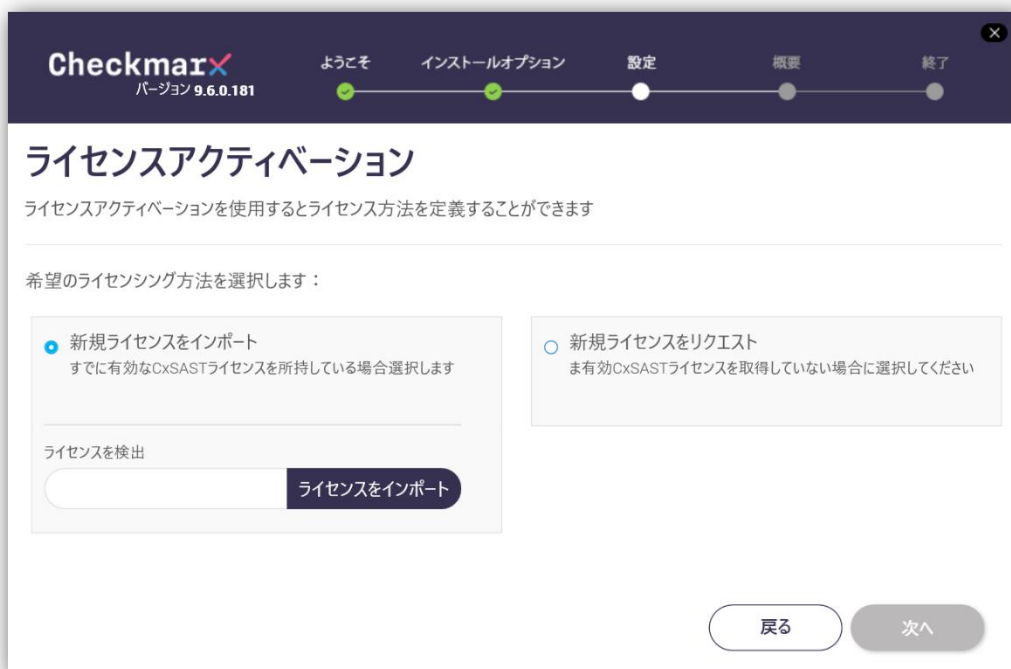 Checkmarx
バージョン 9.6.0.181
ようこそ
インストールオプション
設定
概要
終了
ライセンスアクティベーション
ライセンスアクティベーションを使用するとライセンス方法を定義することができます
希望のライセンシング方法を選択します：
新規ライセンスをインポート
すでに有効なCxSASTライセンスを所持している場合選択します
ライセンスを検出
ライセンスをインポート
新規ライセンスをリクエスト
ま有効CxSASTライセンスを取得していない場合に選択してください
戻る
次へ